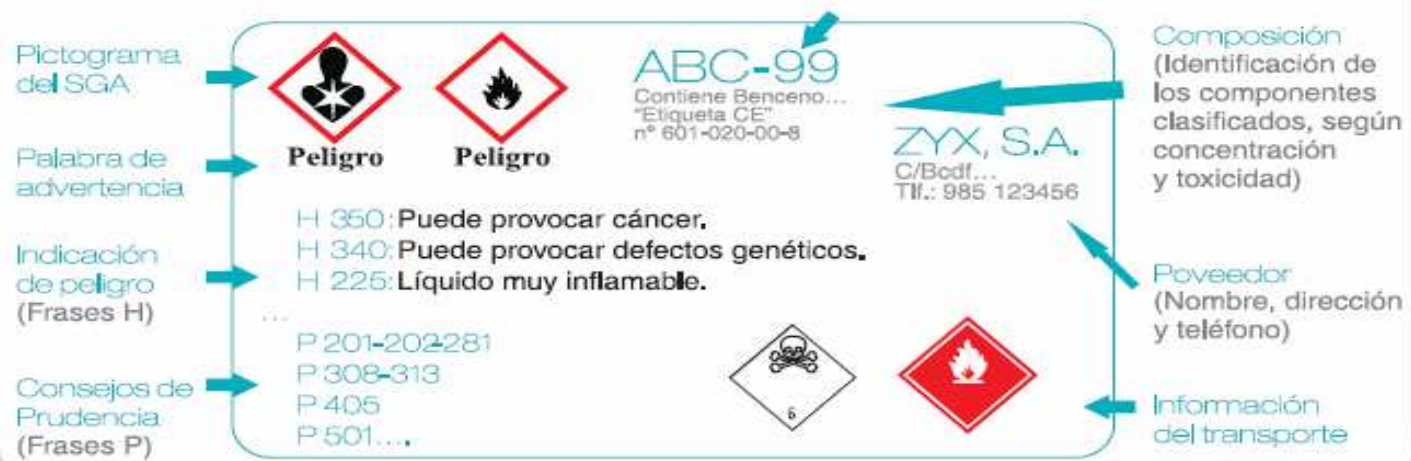 Pictograma
del SGA
Palabra de
advertencia
Indicación
de peligro
(Frases H)
Consejos de
Prudencia
(Frases P)
Peligro
Peligro
ABC-99
Contiene Benceno...
"Etiqueta CE"
nº 601-020-00-8
ZYX, S.A.
C/Bcdf...
Tlf.: 985 123456
H 350: Puede provocar cáncer.
H 340: Puede provocar defectos genéticos.
H 225: Líquido muy inflamable.
...
P 201-202-281
P 308-313
P 405
P 501....
6
Composición
(Identificación de
los componentes
clasificados, según
concentración
y toxicidad)
Poveedor
(Nombre, dirección
y teléfono)
Información
del transporte